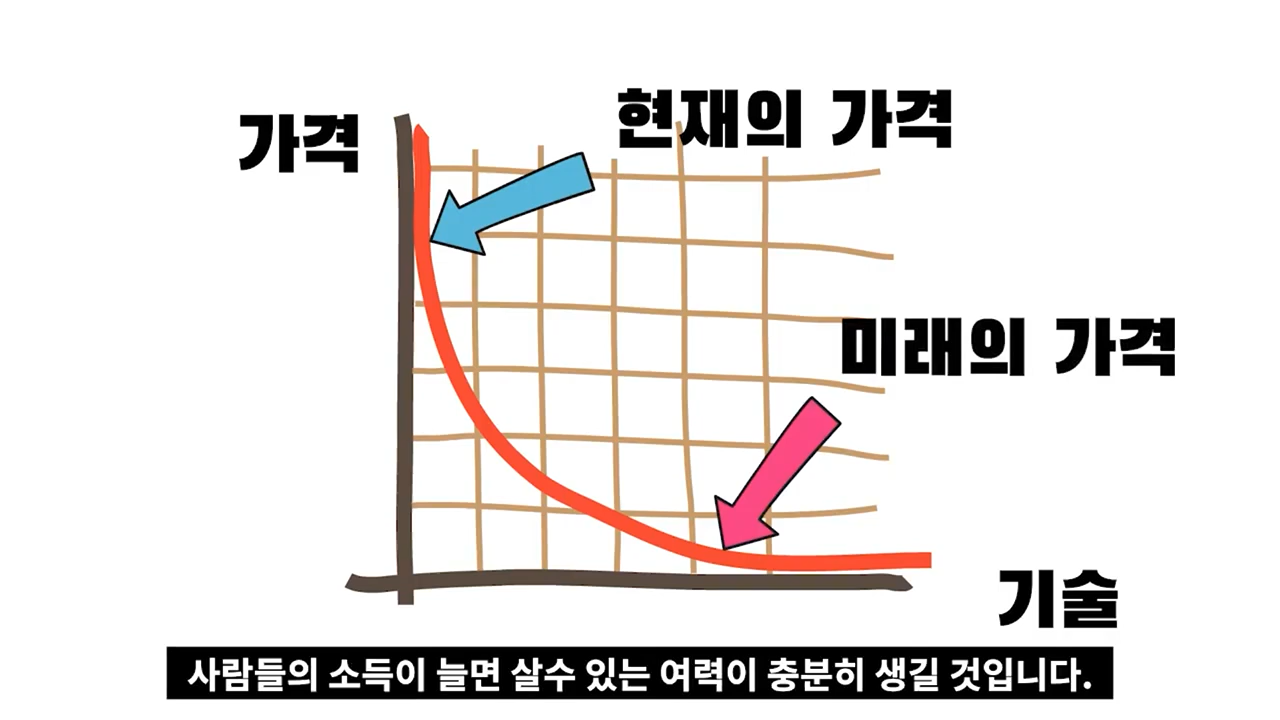 현재의 가격
가격
미래의 가격
기술
사람들의 소득이 늘면 살수 있는 여력이 충분히 생길 것입니다.